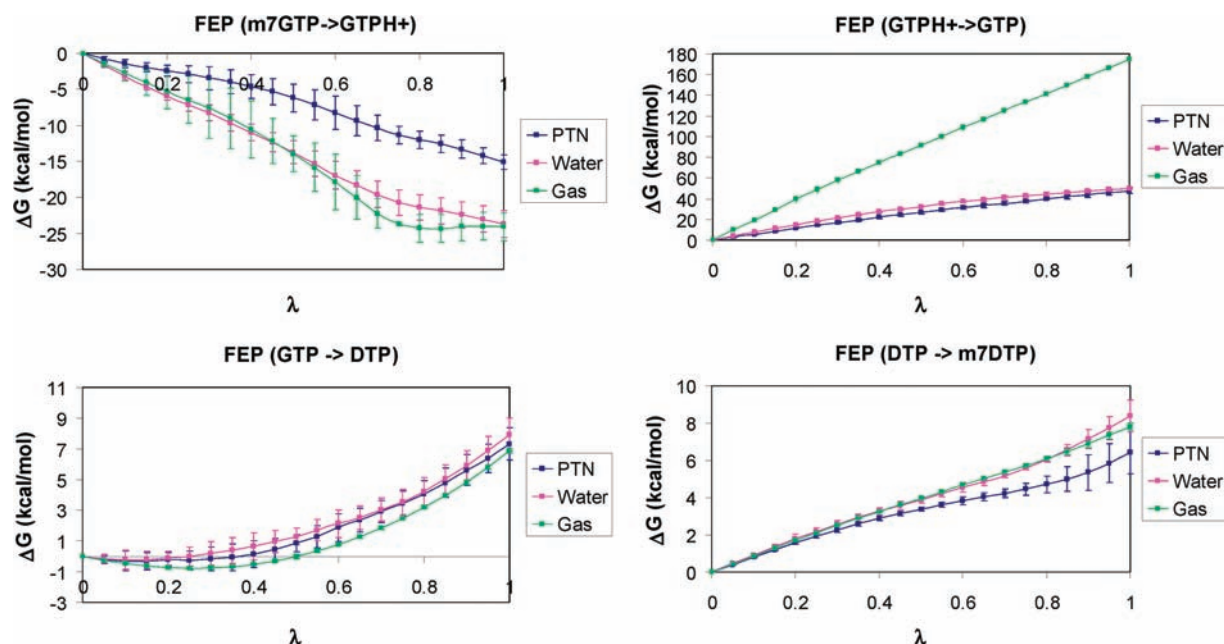 FEP (m7GTP->GTPH+)
0
-5
-10
-15
-20
-25
-30
0
0.2
0.4
0.6
0.8
1
ΔG (kcal/mol)
λ
PTN
Water
Gas
FEP (GTPH+->GTP)
180
160
140
120
100
80
60
40
20
0
0
0.2
0.4
0.6
0.8
1
ΔG (kcal/mol)
λ
PTN
Water
Gas
FEP (GTP -> DTP)
11
9
7
5
3
1
-1
-3
0
0.2
0.4
0.6
0.8
1
ΔG (kcal/mol)
λ
PTN
Water
Gas
FEP (DTP -> m7DTP)
10
8
6
4
2
0
0
0.2
0.4
0.6
0.8
1
ΔG (kcal/mol)
λ
PTN
Water
Gas